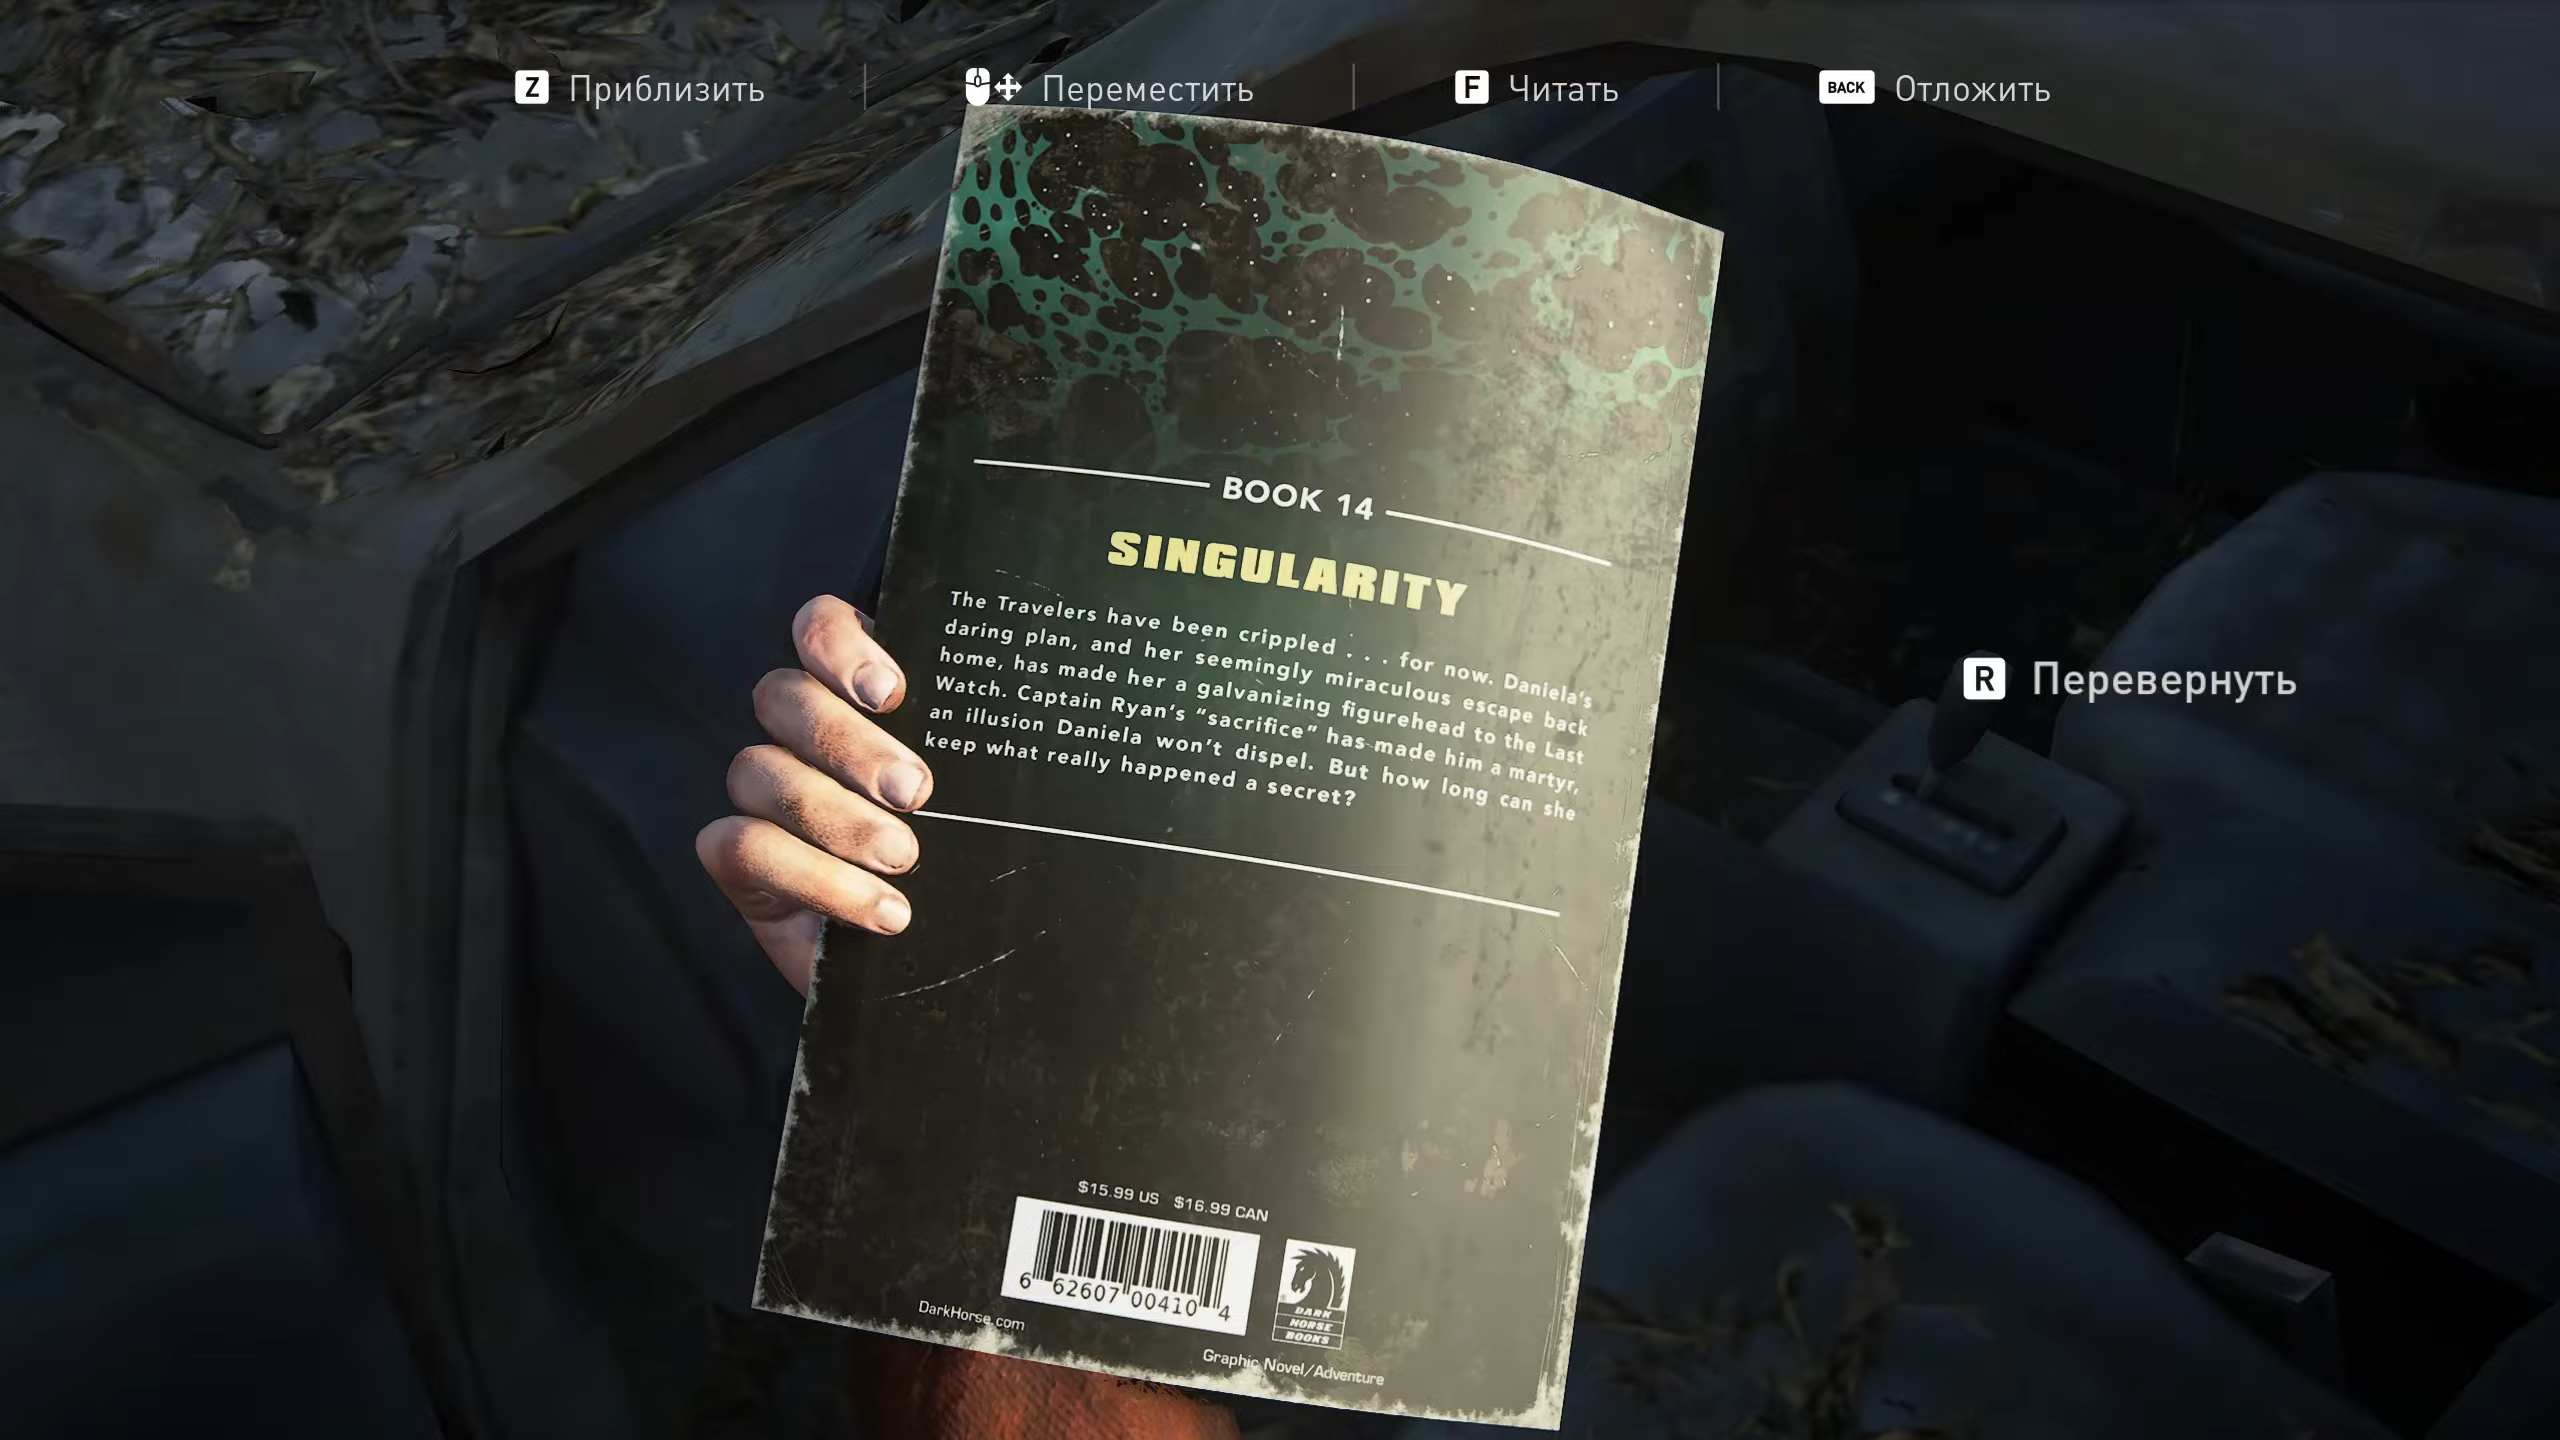 Z Приблизить
Переместить
F Читать
BACK Отложить
BOOK 14
SINGULARITY
The Travelers have been crippled . . . for now. Daniela's
daring plan, and her seemingly miraculous escape back
home, has made her a galvanizing figurehead to the Last
Watch. Captain Ryan's "sacrifice" has made him a martyr,
an illusion Daniela won't dispel. But how long can she
keep what really happened a secret?
R Перевернуть
$15.99 US $16.99 CAN
6 62607 00410 4
DARK
HORSE
BOOKS
DarkHorse.com
Graphic Novel/Adventure